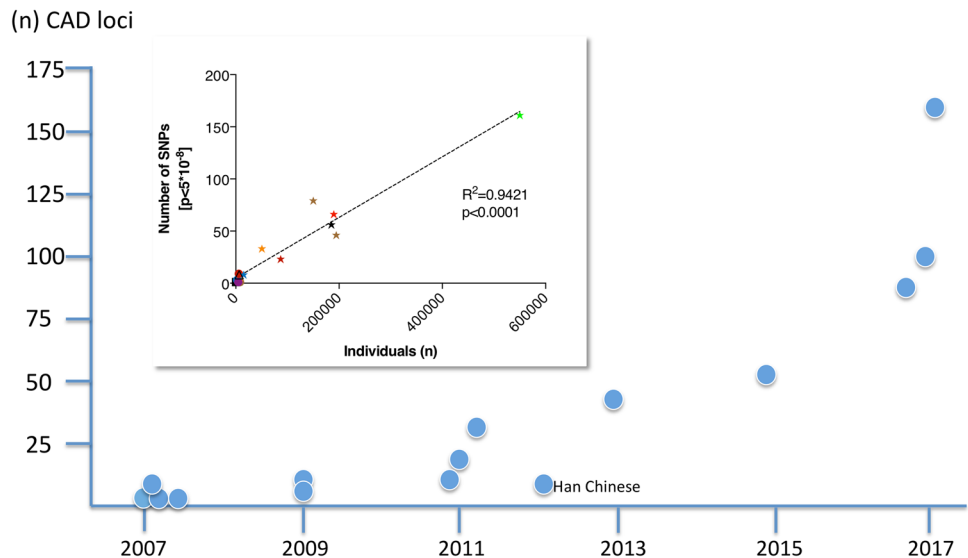 (n) CAD loci
175
150
125
100
75
50
25
200
150
100
50
0
Number of SNPs
[p<5*10⁻⁸]
R²=0.9421
p<0.0001
0
200000
400000
600000
Individuals (n)
Han Chinese
2007 2009 2011 2013 2015 2017